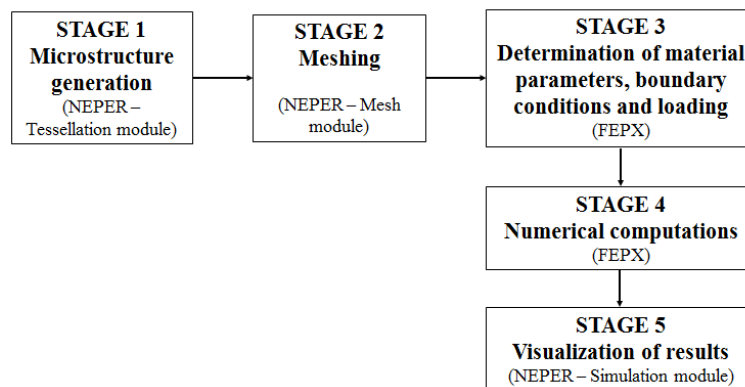 STAGE 1
Microstructure
generation
(NEPER –
Tessellation module)
STAGE 2
Meshing
(NEPER – Mesh
module)
STAGE 3
Determination of material
parameters, boundary
conditions and loading
(FEPX)
STAGE 4
Numerical computations
(FEPX)
STAGE 5
Visualization of results
(NEPER – Simulation module)